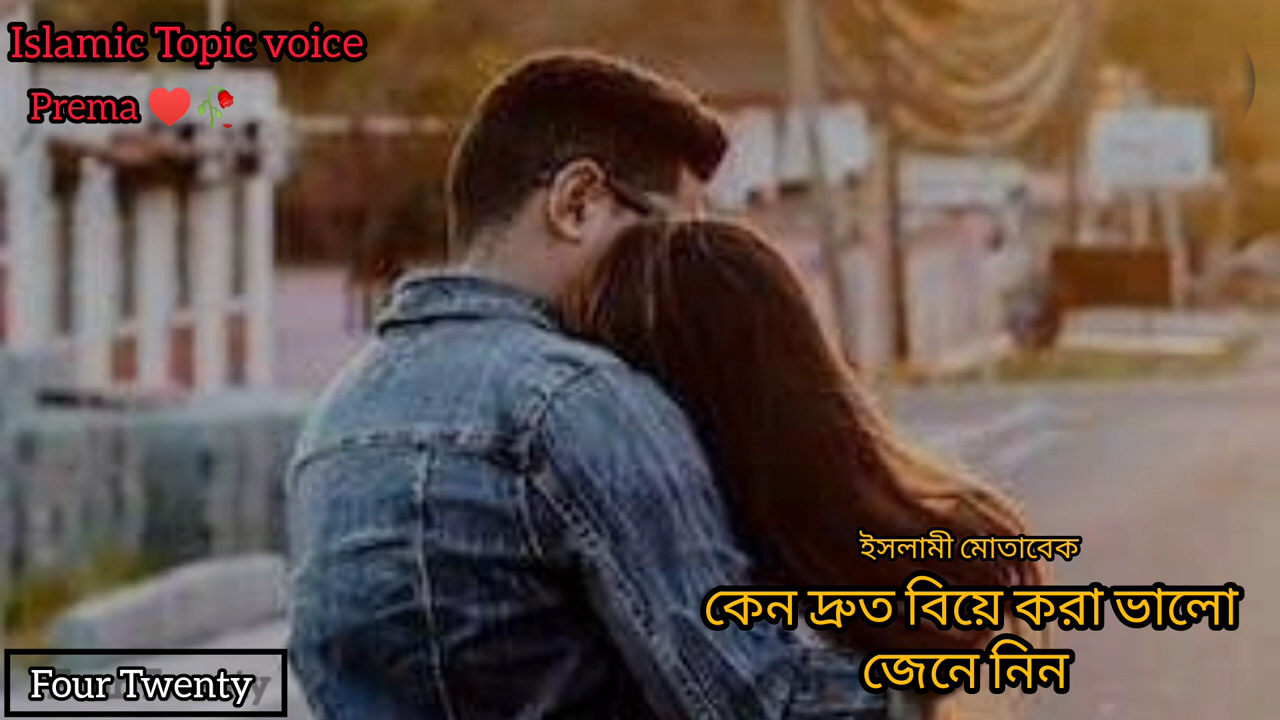 Islamic Topic voice
Prema ♥️🥀
ইসলামী মোতাবেক
কেন দ্রুত বিয়ে করা ভালো
জেনে নিন
Four Twenty